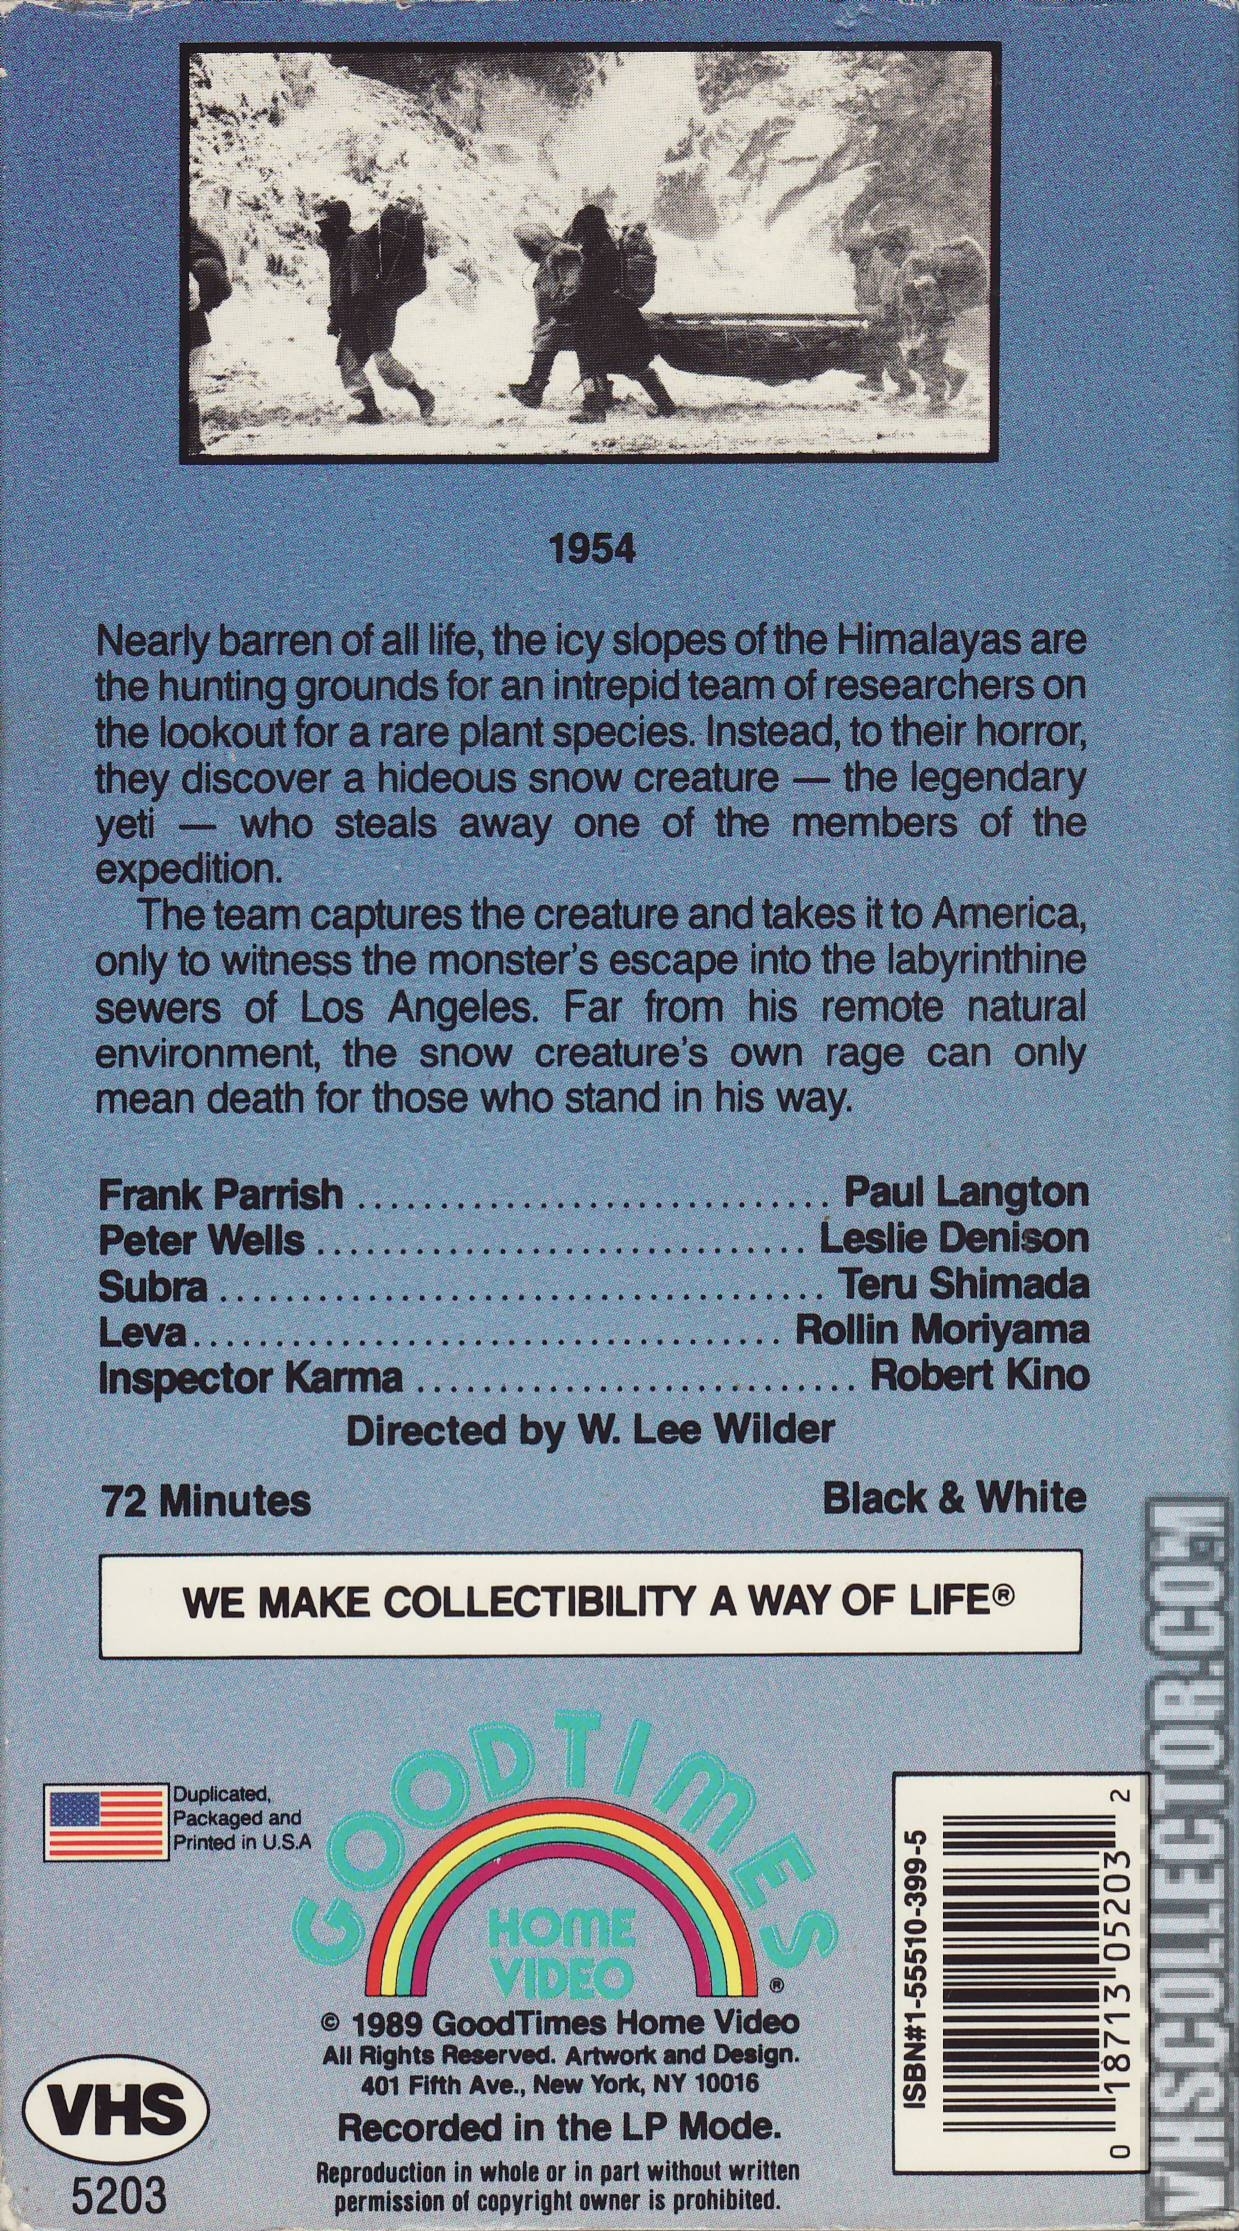 1954
Nearly barren of all life, the icy slopes of the Himalayas are
the hunting grounds for an intrepid team of researchers on
the lookout for a rare plant species. Instead, to their horror,
they discover a hideous snow creature — the legendary
yeti — who steals away one of the members of the
expedition.
The team captures the creature and takes it to America,
only to witness the monster's escape into the labyrinthine
sewers of Los Angeles. Far from his remote natural
environment, the snow creature's own rage can only
mean death for those who stand in his way.
Frank Parrish ............................. Paul Langton
Peter Wells .............................. Leslie Denison
Subra ..................................... Teru Shimada
Leva .................................... Rollin Moriyama
Inspector Karma ........................... Robert Kino
Directed by W. Lee Wilder
72 Minutes Black & White
WE MAKE COLLECTIBILITY A WAY OF LIFE®
Duplicated,
Packaged and
Printed in U.S.A
GOODTIMES
HOME
VIDEO ®
© 1989 GoodTimes Home Video
All Rights Reserved. Artwork and Design.
401 Fifth Ave., New York, NY 10016
Recorded in the LP Mode.
Reproduction in whole or in part without written
permission of copyright owner is prohibited.
VHS
5203
ISBN#1-55510-399-5
0 18713 05203 2
VHSCOLLECTOR.COM